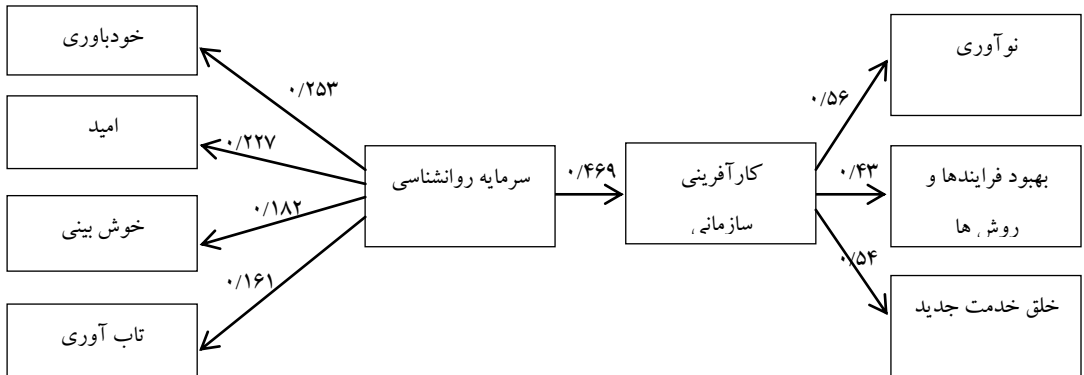 خودباوری
امید
خوش بینی
تاب آوری
۰/۲۵۳
۰/۲۲۷
۰/۱۸۲
۰/۱۶۱
سرمایه روانشناسی
۰/۴۶۹
کارآفرینی
سازمانی
۰/۵۶
۰/۴۳
۰/۵۴
نوآوری
بهبود فرایندها و
روش ها
خلق خدمت جدید